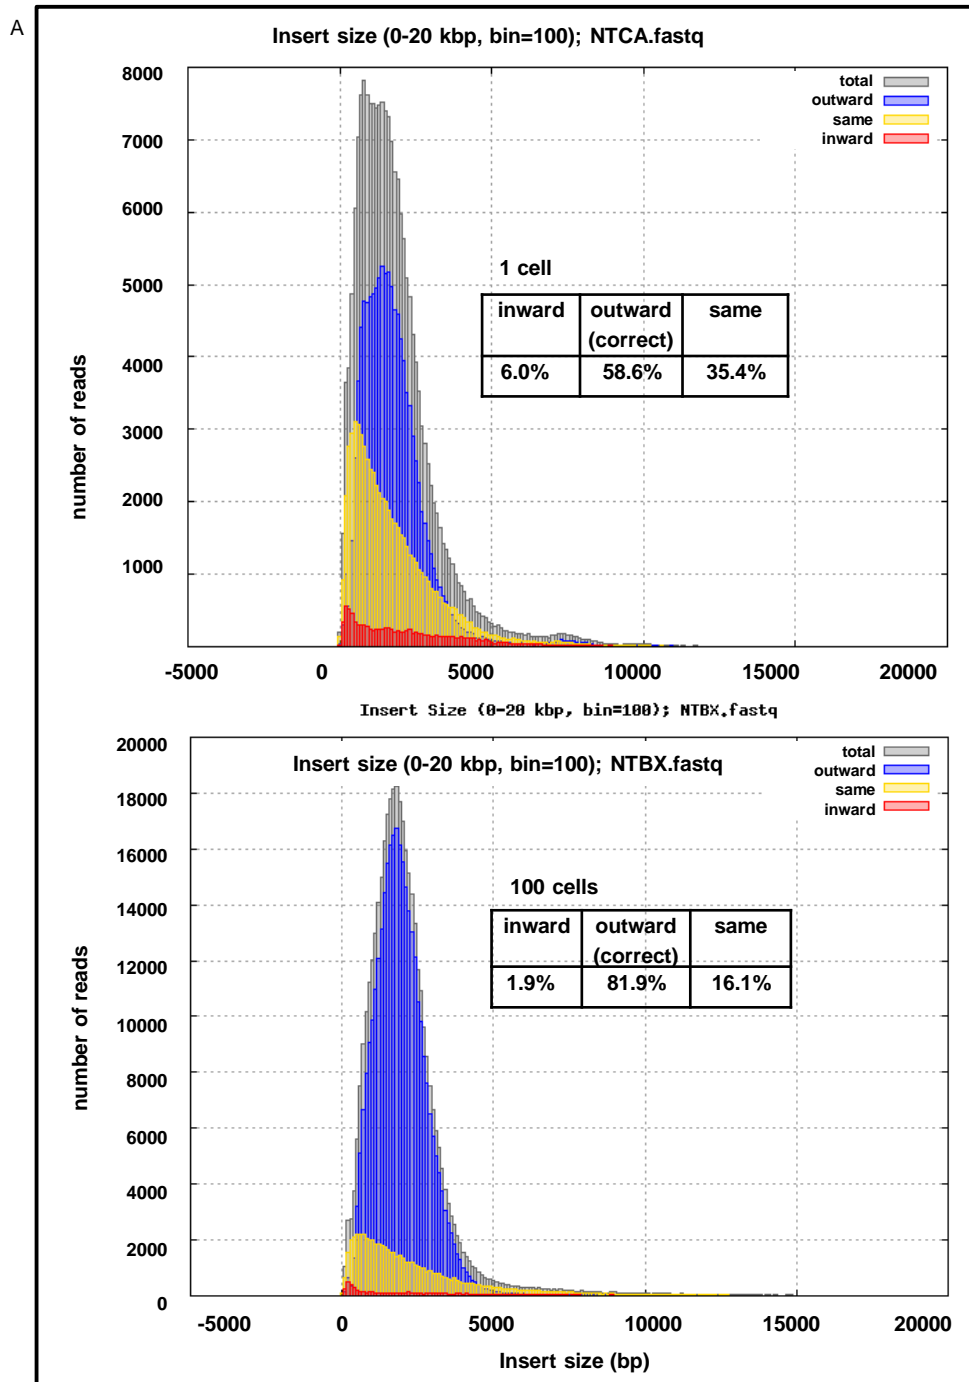 A
Insert size (0-20 kbp, bin=100); NTCA.fastq
8000
7000
6000
5000
4000
3000
2000
1000
number of reads
total
outward
same
inward
1 cell
inward outward same
(correct)
6.0% 58.6% 35.4%
-5000 0 5000 10000 15000 20000
Insert Size (0-20 kbp, bin=100); NTBX.fastq
Insert size (0-20 kbp, bin=100); NTBX.fastq
20000
18000
16000
14000
12000
10000
8000
6000
4000
2000
0
number of reads
total
outward
same
inward
100 cells
inward outward same
(correct)
1.9% 81.9% 16.1%
-5000 0 5000 10000 15000 20000
Insert size (bp)